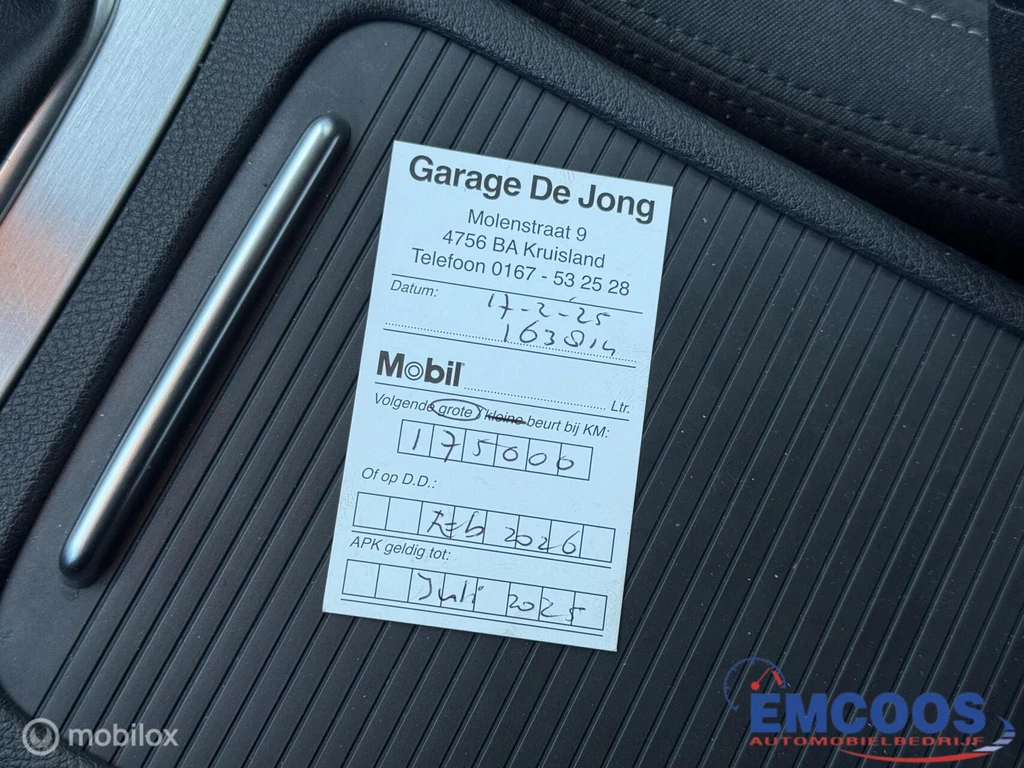 Garage De Jong
Molenstraat 9
4756 BA Kruisland
Telefoon 0167 - 53 25 28
Datum: 17-2-25
163814
Mobil
Ltr.
Volgende grote / kleine beurt bij KM:
175000
Of op D.D.:
Feb 2026
APK geldig tot:
Juli 2025
mobilox
EMCOOS
AUTOMOBIELBEDRIJF